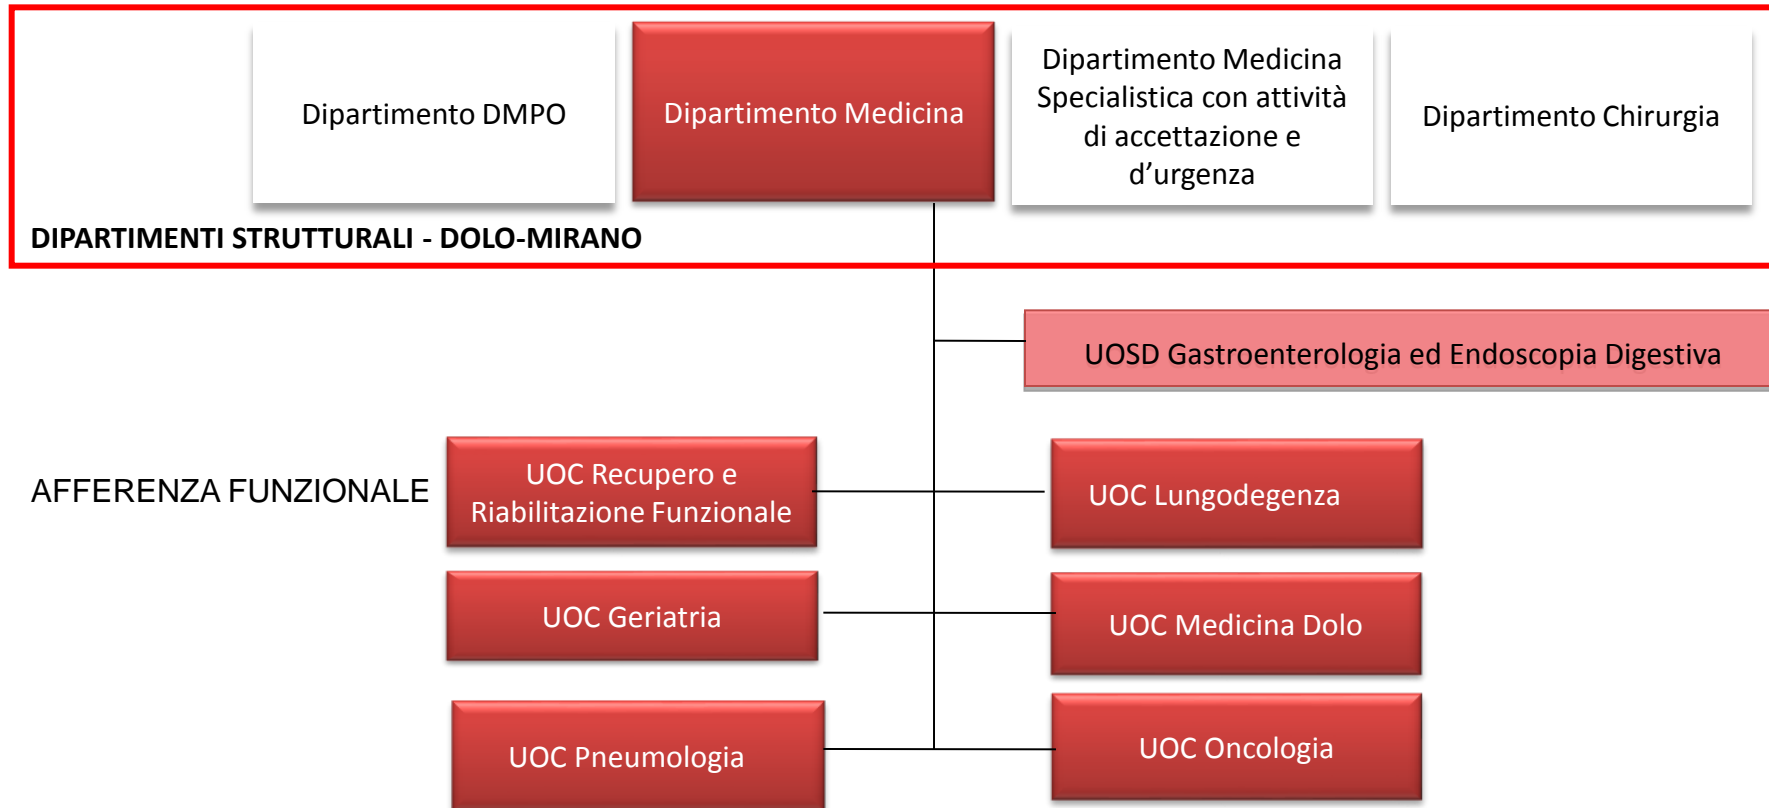 Dipartimento DMPO
Dipartimento Medicina
Dipartimento Medicina
Specialistica con attività
di accettazione e
d’urgenza
Dipartimento Chirurgia
DIPARTIMENTI STRUTTURALI - DOLO-MIRANO
UOSD Gastroenterologia ed Endoscopia Digestiva
AFFERENZA FUNZIONALE
UOC Recupero e
Riabilitazione Funzionale
UOC Lungodegenza
UOC Geriatria
UOC Medicina Dolo
UOC Pneumologia
UOC Oncologia